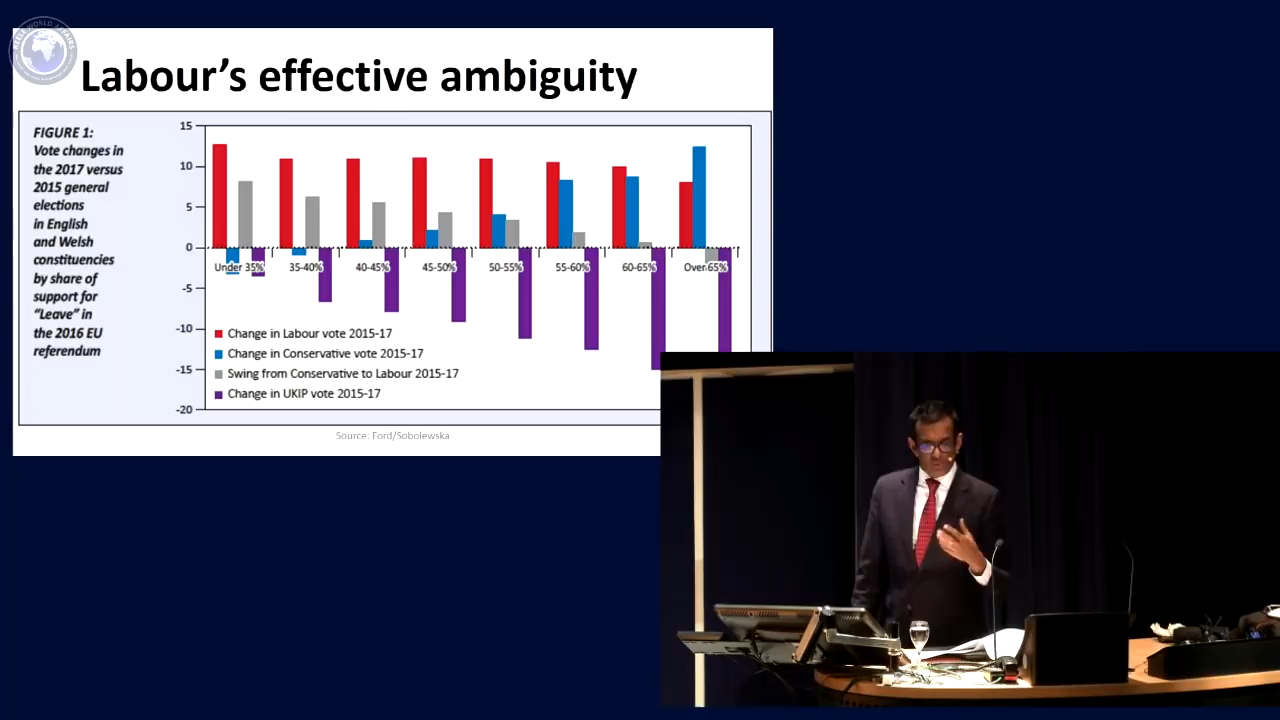 KEELE WORLD AFFAIRS
Labour's effective ambiguity
FIGURE 1:
Vote changes in
the 2017 versus
2015 general
elections
in English
and Welsh
constituencies
by share of
support for
"Leave" in
the 2016 EU
referendum
15
10
5
0
-5
-10
-15
-20
Under 35%
35-40%
40-45%
45-50%
50-55%
55-60%
60-65%
Over 65%
Change in Labour vote 2015-17
Change in Conservative vote 2015-17
Swing from Conservative to Labour 2015-17
Change in UKIP vote 2015-17
Source: Ford/Sobolewska